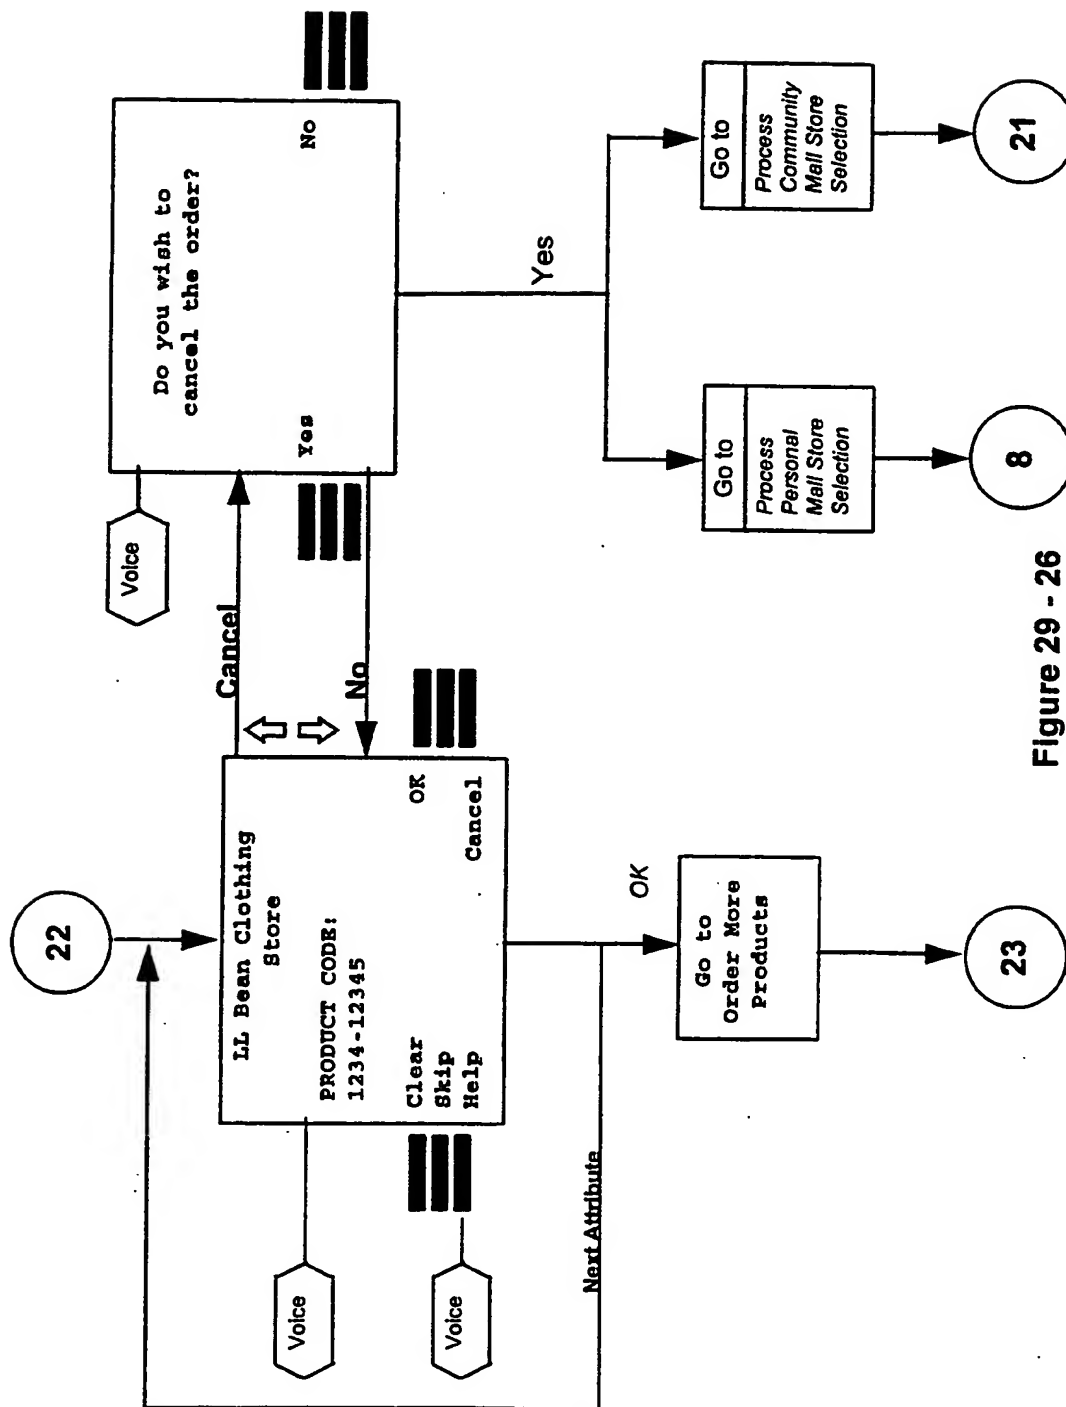 22
LL Bean Clothing
Store
PRODUCT CODE:
1234-12345
Clear
OK
Skip
Help
Cancel
Voice
Voice
Cancel
No
Voice
Do you wish to
cancel the order?
Yes
No
Next Attribute
OK
Go to
Order More
Products
23
Yes
Go to
Process
Personal
Mall Store
Selection
8
Go to
Process
Community
Mall Store
Selection
21
Figure 29 - 26